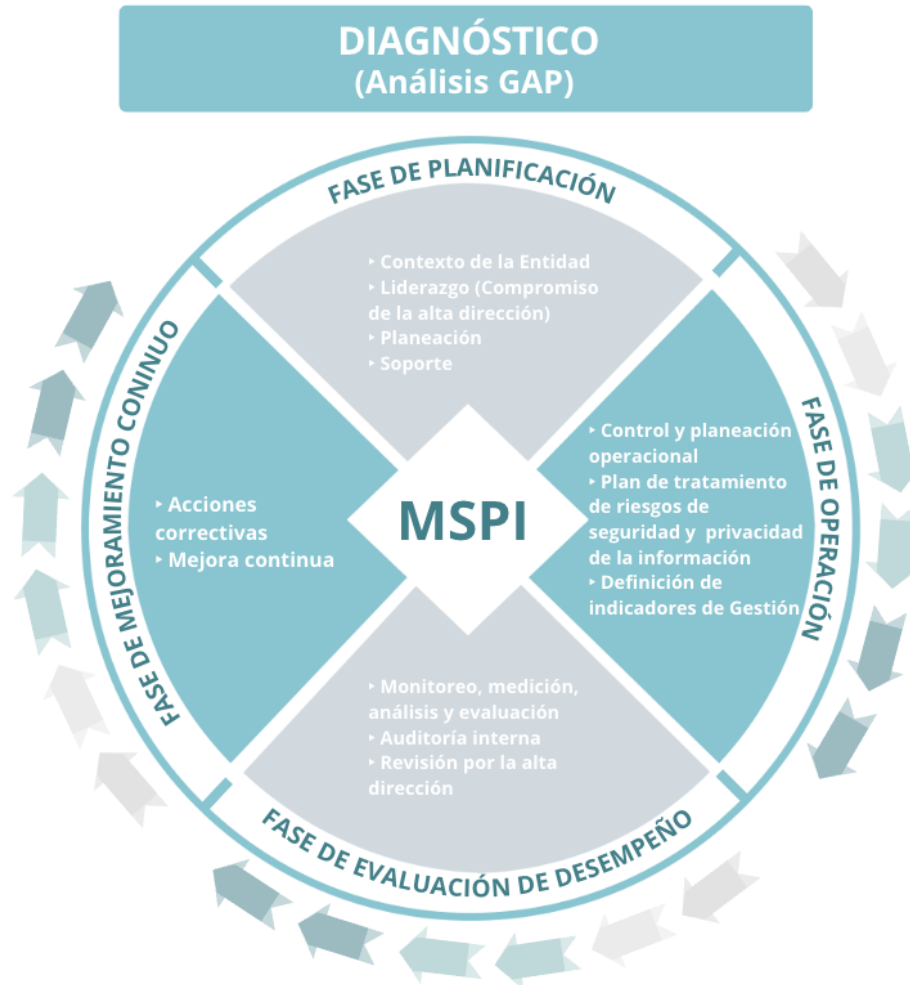 DIAGNÓSTICO
(Análisis GAP)
FASE DE PLANIFICACIÓN
‣ Contexto de la Entidad
‣ Liderazgo (Compromiso
de la alta dirección)
‣ Planeación
‣ Soporte
FASE DE OPERACIÓN
‣ Control y planeación
operacional
‣ Plan de tratamiento
de riesgos de
seguridad y privacidad
de la información
‣ Definición de
indicadores de Gestión
MSPI
FASE DE EVALUACIÓN DE DESEMPEÑO
‣ Monitoreo, medición,
análisis y evaluación
‣ Auditoría interna
‣ Revisión por la alta
dirección
FASE DE MEJORAMIENTO CONINUO
‣ Acciones
correctivas
‣ Mejora continua